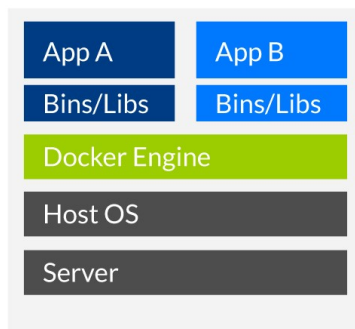 App A
App B
Bins/Libs
Bins/Libs
Docker Engine
Host OS
Server